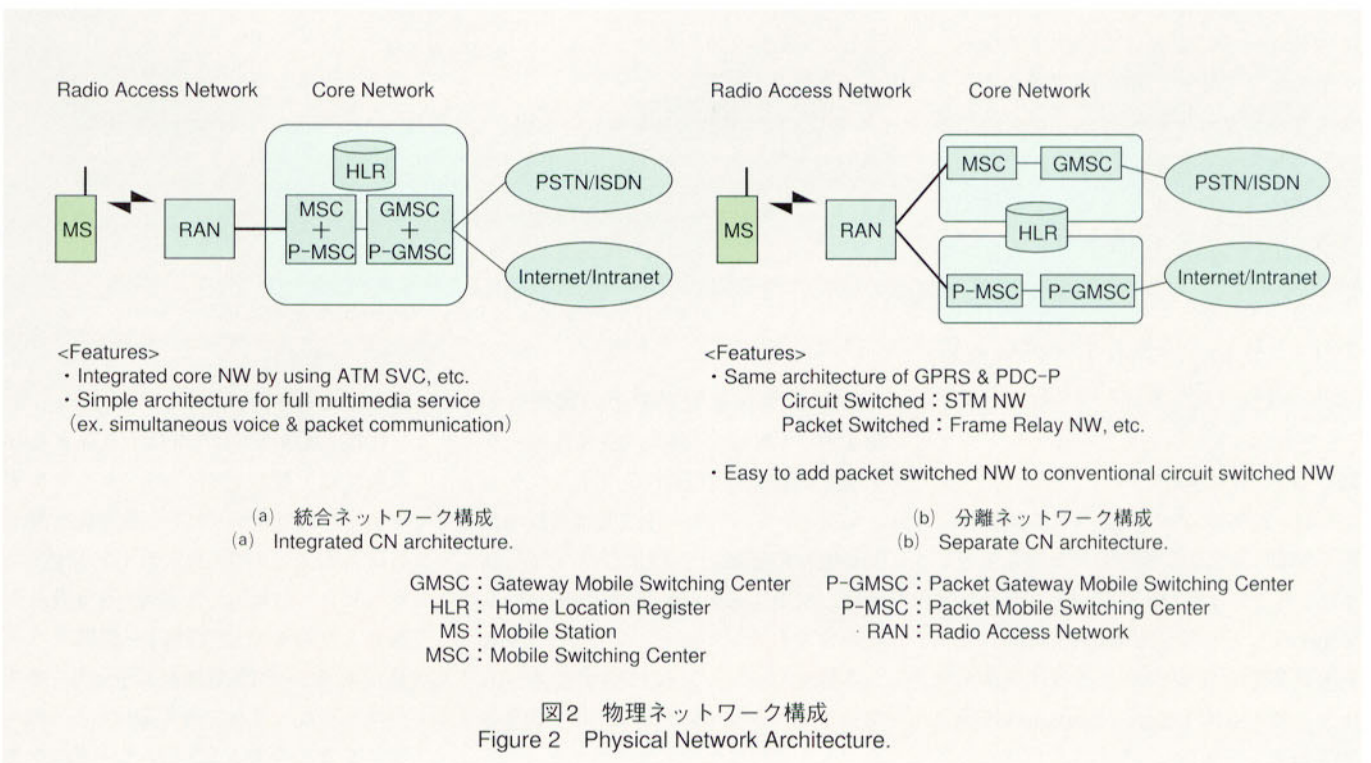 Radio Access Network
Core Network
HLR
MS
RAN
MSC
+
P-MSC
GMSC
+
P-GMSC
PSTN/ISDN
Internet/Intranet
<Features>
・Integrated core NW by using ATM SVC, etc.
・Simple architecture for full multimedia service
（ex. simultaneous voice & packet communication）
(a) 統合ネットワーク構成
(a) Integrated CN architecture.
Radio Access Network
Core Network
MS
RAN
MSC
GMSC
HLR
P-MSC
P-GMSC
PSTN/ISDN
Internet/Intranet
<Features>
・Same architecture of GPRS & PDC-P
Circuit Switched：STM NW
Packet Switched：Frame Relay NW, etc.
・Easy to add packet switched NW to conventional circuit switched NW
(b) 分離ネットワーク構成
(b) Separate CN architecture.
GMSC：Gateway Mobile Switching Center
HLR：Home Location Register
MS：Mobile Station
MSC：Mobile Switching Center
P-GMSC：Packet Gateway Mobile Switching Center
P-MSC：Packet Mobile Switching Center
RAN：Radio Access Network
図2 物理ネットワーク構成
Figure 2 Physical Network Architecture.